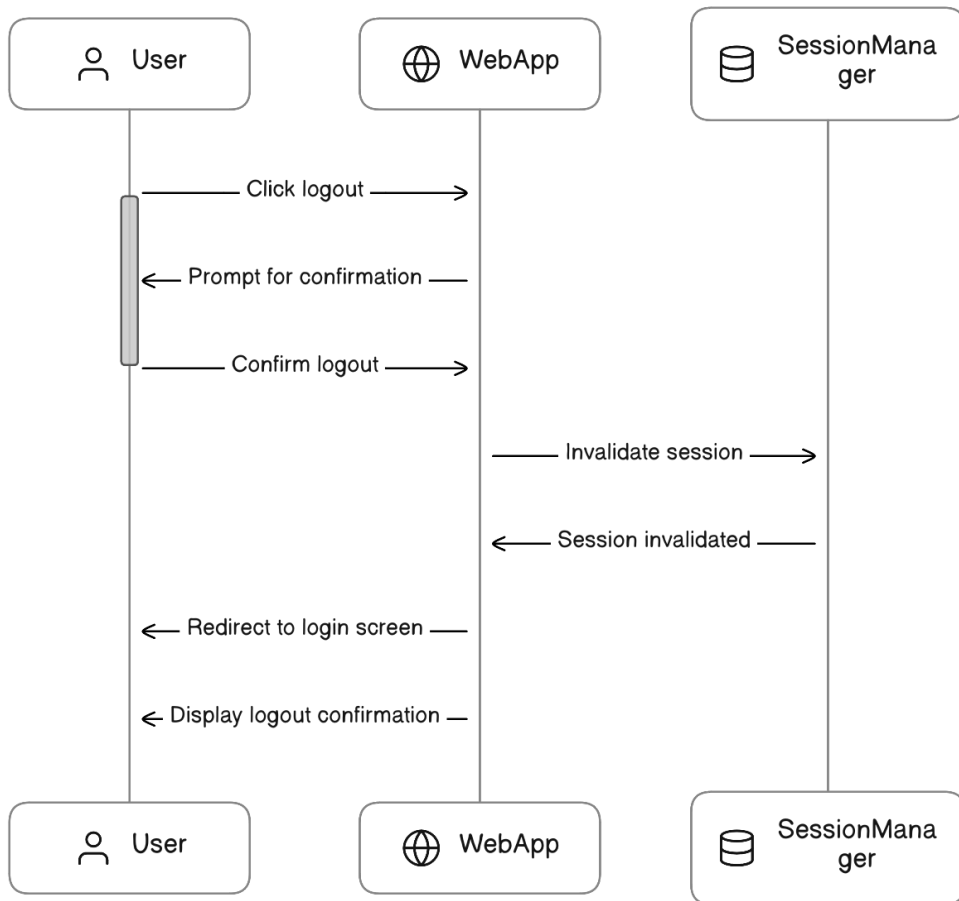 User
WebApp
SessionMana
ger
Click logout
Prompt for confirmation
Confirm logout
Invalidate session
Session invalidated
Redirect to login screen
Display logout confirmation
User
WebApp
SessionMana
ger